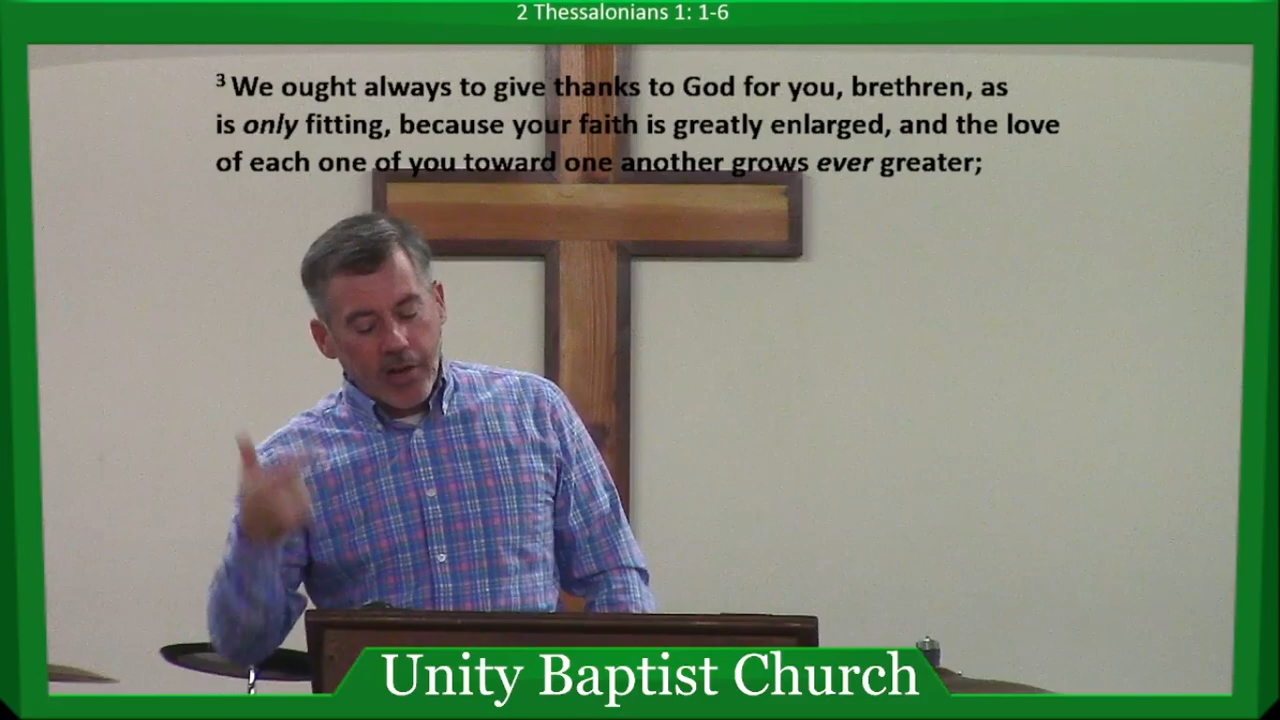 2 Thessalonians 1: 1-6
3 We ought always to give thanks to God for you, brethren, as
is only fitting, because your faith is greatly enlarged, and the love
of each one of you toward one another grows ever greater;
Unity Baptist Church